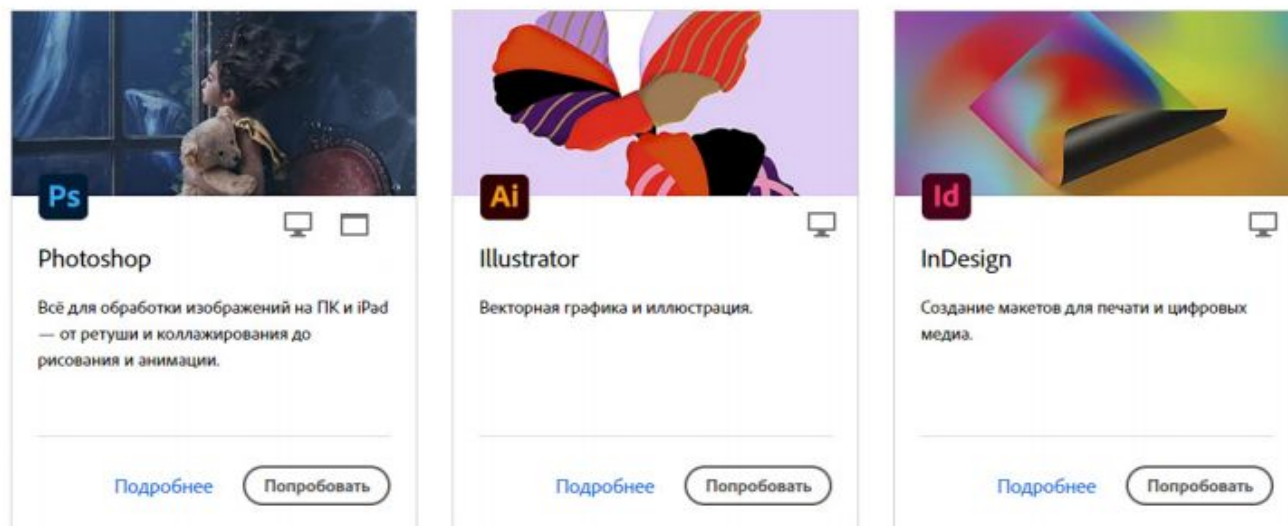 Ps
Photoshop
Всё для обработки изображений на ПК и iPad
— от ретуши и коллажирования до
рисования и анимации.
Подробнее
Попробовать
Ai
Illustrator
Векторная графика и иллюстрация.
Подробнее
Попробовать
Id
InDesign
Создание макетов для печати и цифровых
медиа.
Подробнее
Попробовать